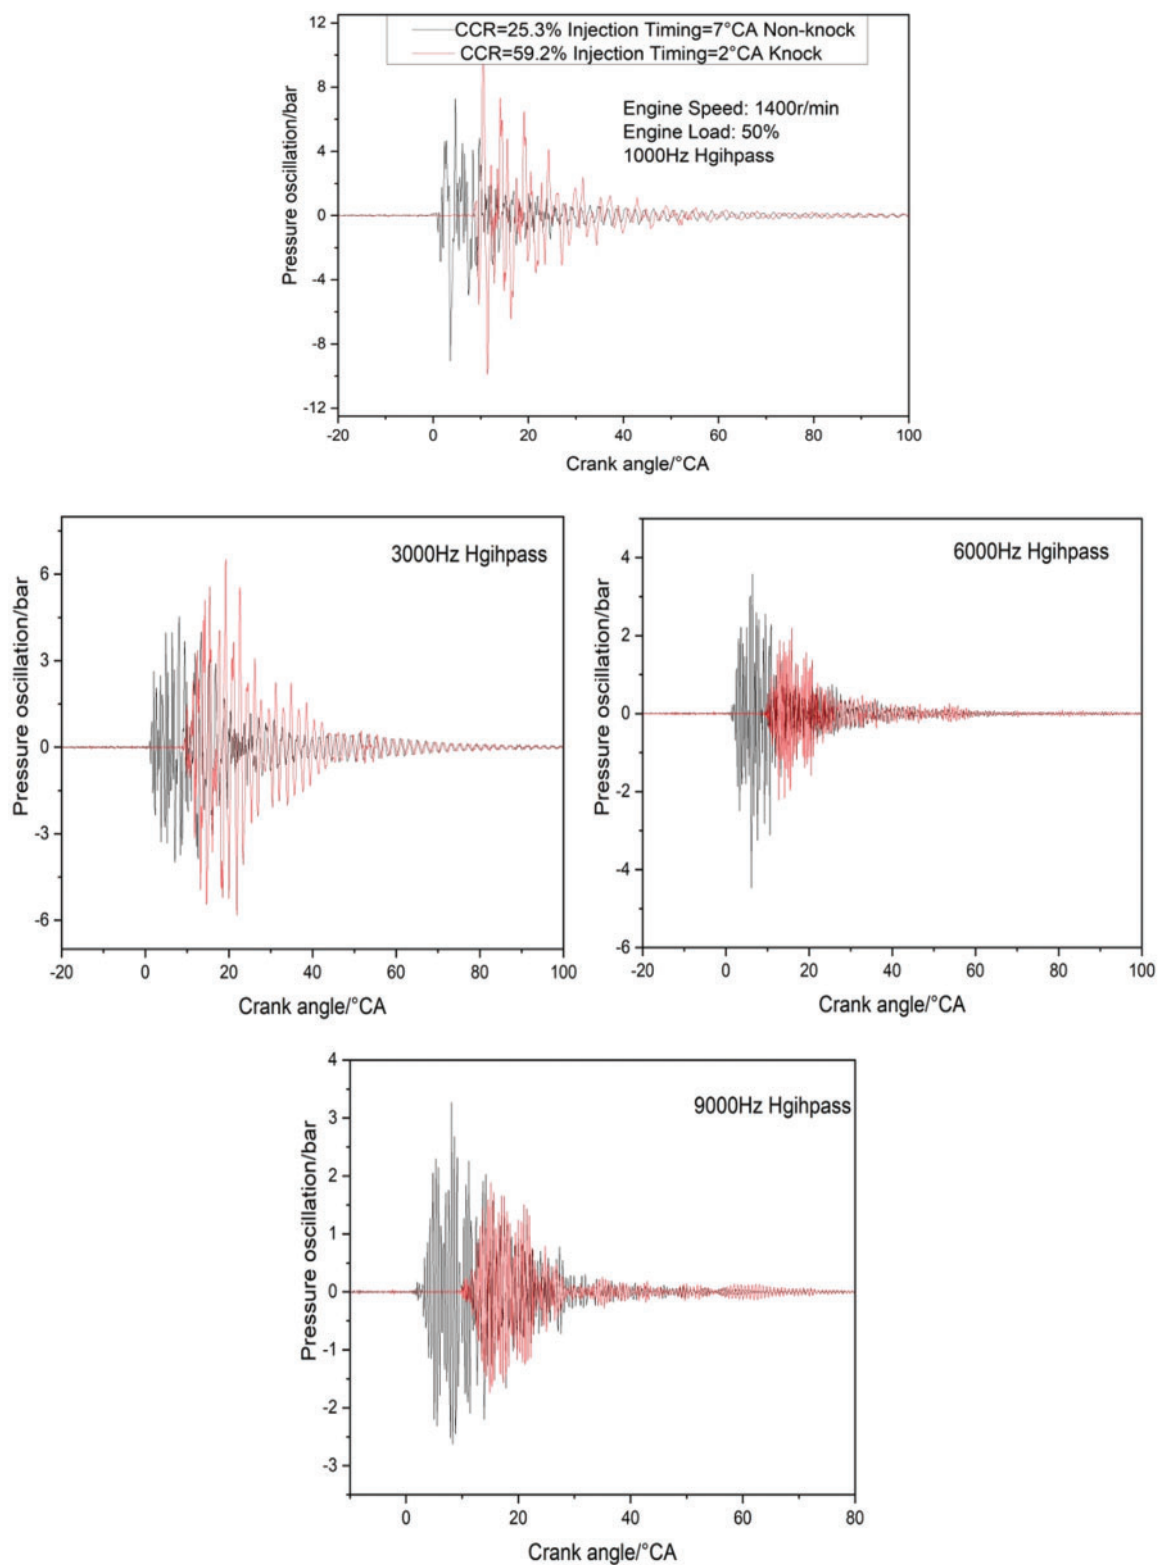 12
8
4
0
-4
-8
-12
Pressure oscillation/bar
CCR=25.3% Injection Timing=7°CA Non-knock
CCR=59.2% Injection Timing=2°CA Knock
Engine Speed: 1400r/min
Engine Load: 50%
1000Hz Hgihpass
-20 0 20 40 60 80 100
Crank angle/°CA
6
3
0
-3
-6
Pressure oscillation/bar
3000Hz Hgihpass
-20 0 20 40 60 80 100
Crank angle/°CA
4
2
0
-2
-4
-6
Pressure oscillation/bar
6000Hz Hgihpass
-20 0 20 40 60 80 100
Crank angle/°CA
4
3
2
1
0
-1
-2
-3
Pressure oscillation/bar
9000Hz Hgihpass
0 20 40 60 80
Crank angle/°CA